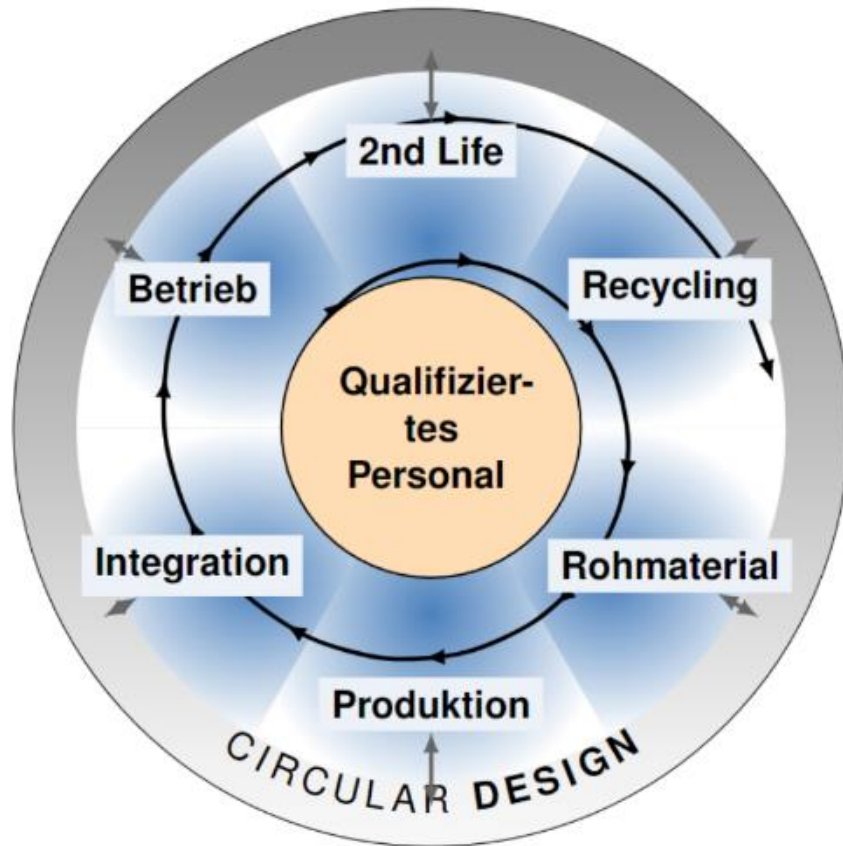 2nd Life
Betrieb
Recycling
Qualifizier-
tes
Personal
Integration
Rohmaterial
Produktion
CIRCULAR DESIGN